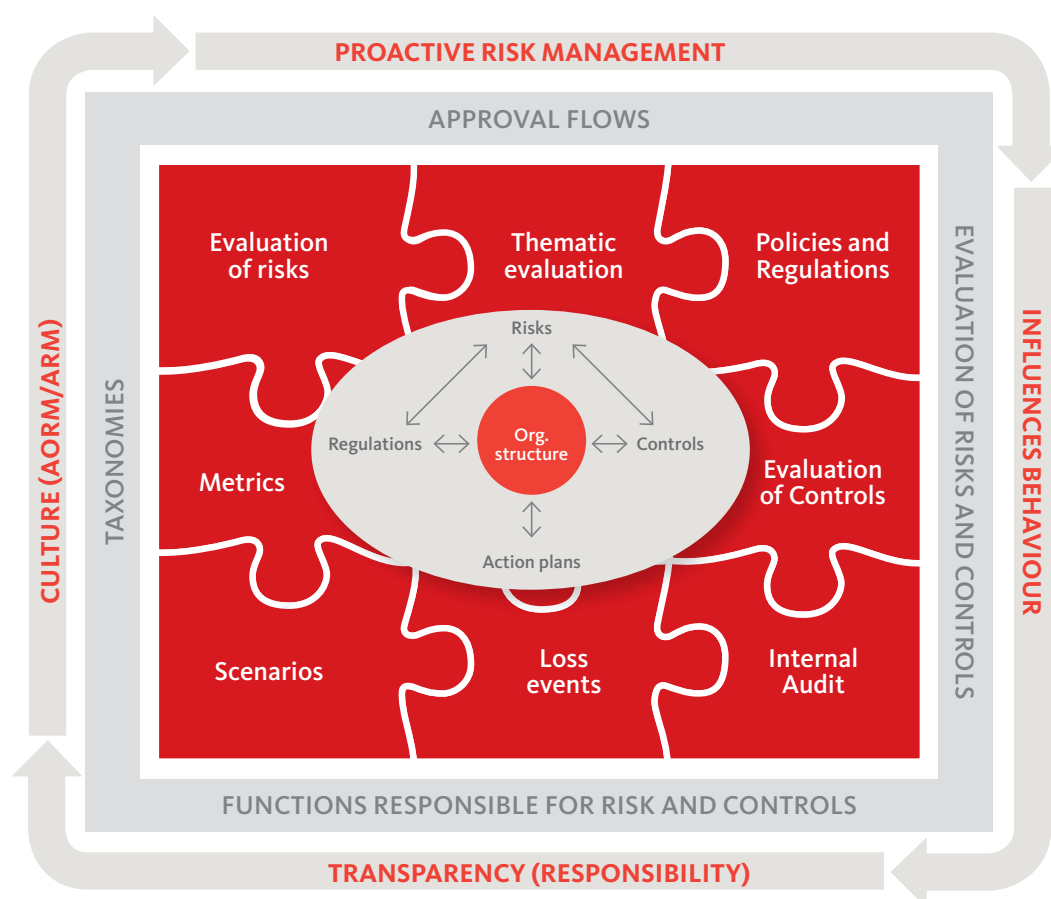 PROACTIVE RISK MANAGEMENT
APPROVAL FLOWS
CULTURE (AORM/ARM)
TAXONOMIES
Evaluation
of risks
Thematic
evaluation
Policies and
Regulations
Risks
Regulations
Org.
structure
Controls
Action plans
Metrics
Evaluation
of Controls
Scenarios
Loss
events
Internal
Audit
EVALUATION OF RISKS AND CONTROLS
INFLUENCES BEHAVIOUR
FUNCTIONS RESPONSIBLE FOR RISK AND CONTROLS
TRANSPARENCY (RESPONSIBILITY)